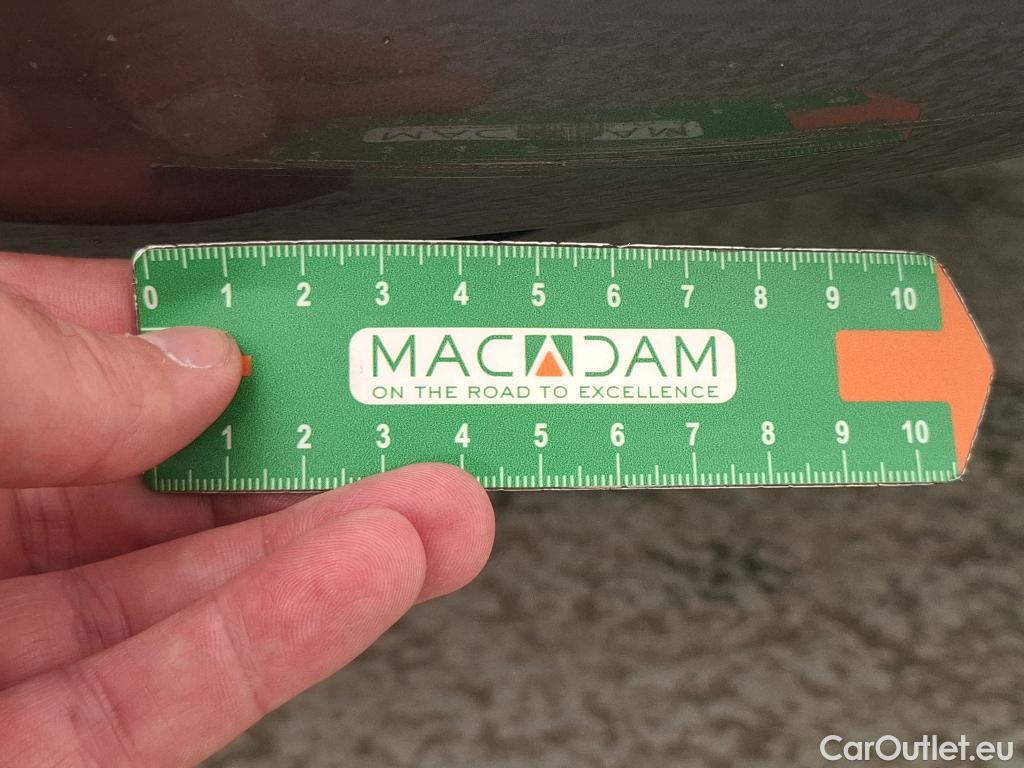 0 1 2 3 4 5 6 7 8 9 10
MACADAM
ON THE ROAD TO EXCELLENCE
1 2 3 4 5 6 7 8 9 10
CarOutlet.eu